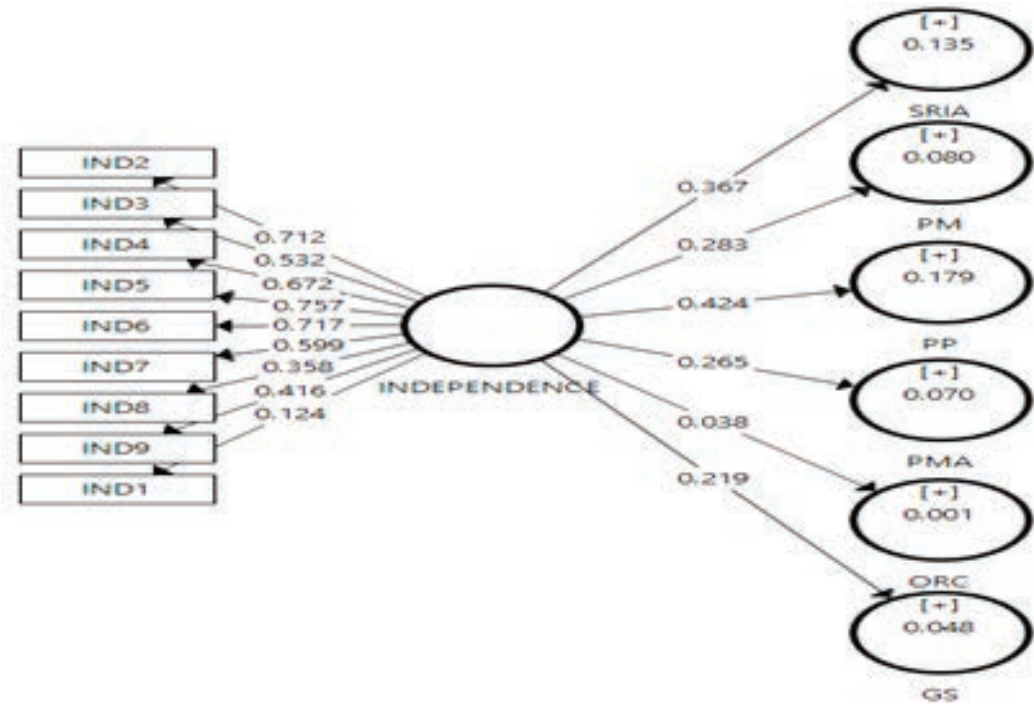 IND2
IND3
IND4
IND5
IND6
IND7
IND8
IND9
IND1
0.712
0.532
0.672
0.757
0.717
0.599
0.358
0.416
0.124
INDEPENDENCE
0.367
0.283
0.424
0.265
0.038
0.219
[+]
0.135
SRIA
[+]
0.080
PM
[+]
0.179
PP
[+]
0.070
PMA
[+]
0.001
ORC
[+]
0.048
GS